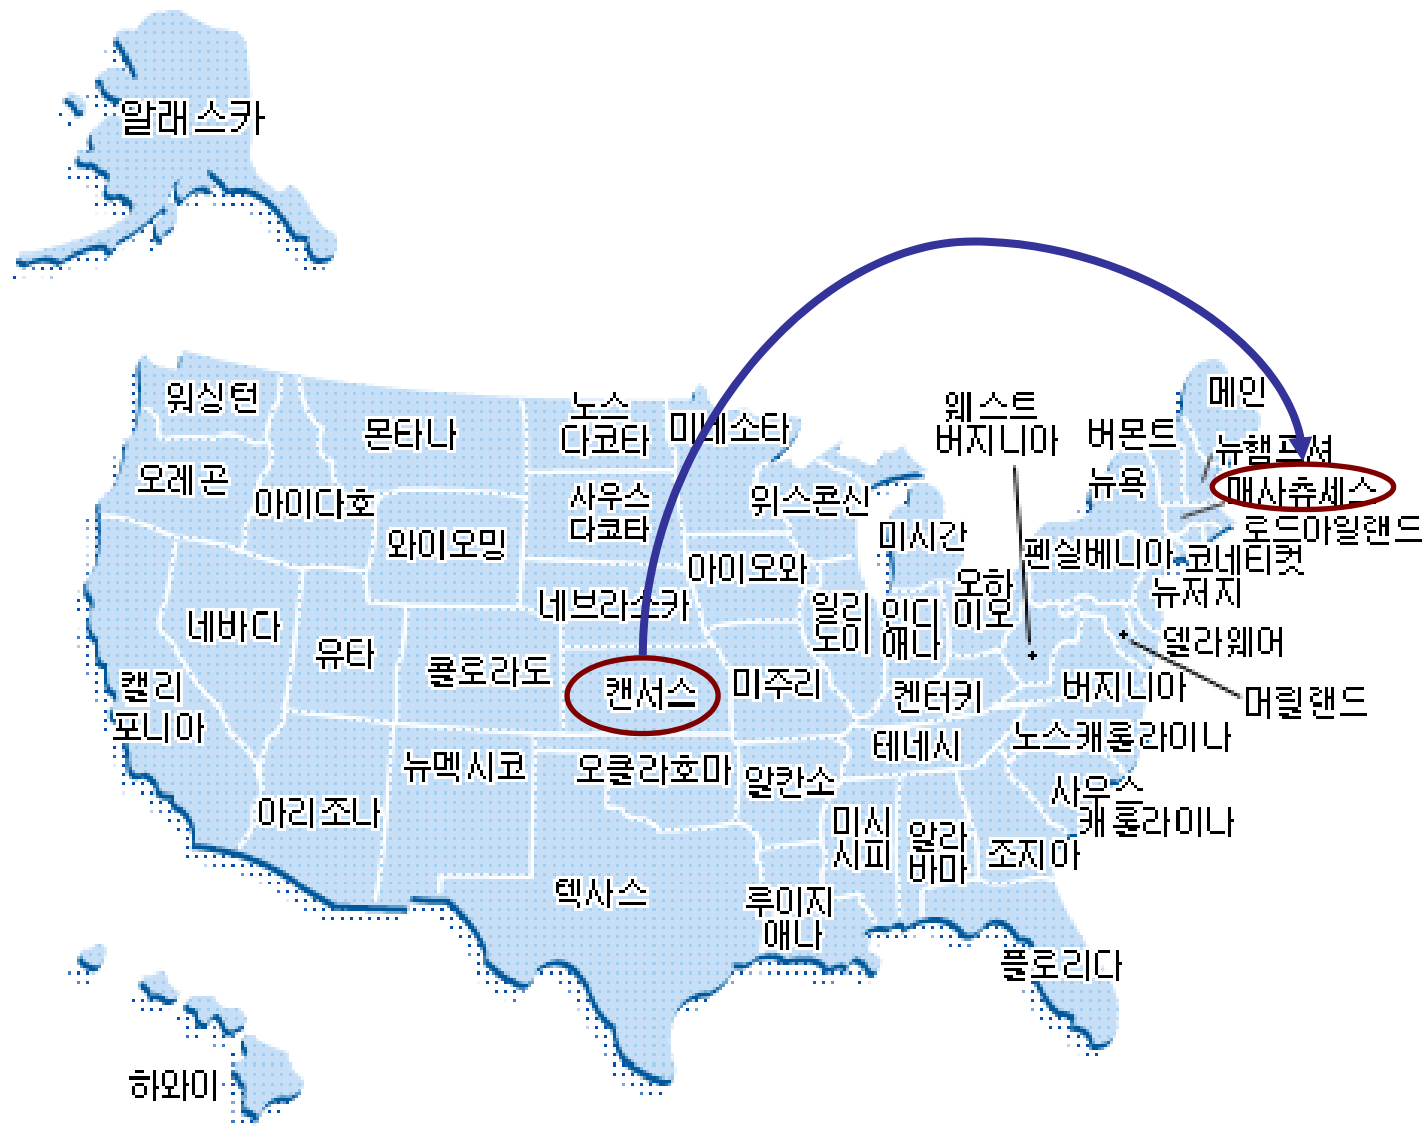 알래스카
워싱턴
몬타나
노스
다코타
미네소타
웨스트
버지니아
버몬트
메인
뉴햄프셔
오레곤
아이다호
사우스
다코타
위스콘신
뉴욕
매사츄세스
와이오밍
미시간
로드아일랜드
아이오와
펜실베니아
코네티컷
네브라스카
일리
노이
인디
애나
오하
이오
뉴저지
네바다
유타
콜로라도
델라웨어
캘리
포니아
캔서스
미주리
켄터키
버지니아
머릴랜드
뉴멕시코
오클라호마
테네시
노스캐롤라이나
아리조나
알칸소
사우스
캐롤라이나
미시
시피
알라
바마
조지아
텍사스
루이지
애나
플로리다
하와이